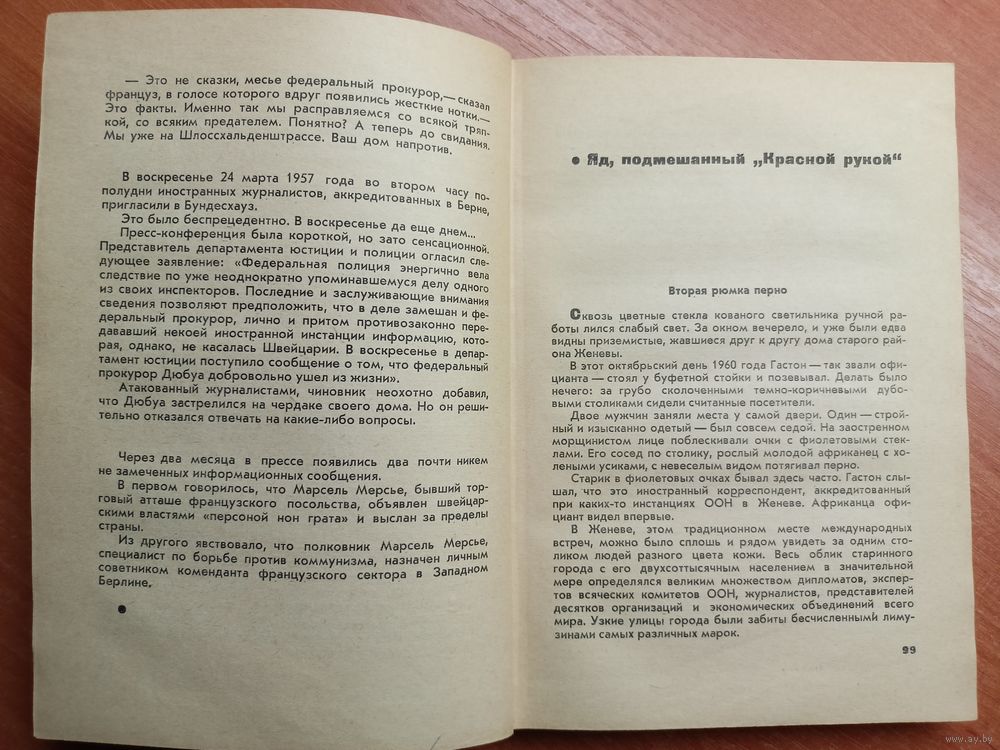 — Это не сказки, месье федеральный прокурор,— сказал
француз, в голосе которого вдруг появились жесткие нотки.—
Это факты. Именно так мы расправляемся со всякой тряп-
кой, со всяким предателем. Понятно? А теперь до свидания.
Мы уже на Шлоссхальденштрассе. Ваш дом напротив.
В воскресенье 24 марта 1957 года во втором часу по-
полудни иностранных журналистов, аккредитованных в Берне,
пригласили в Бундесхауз.
Это было беспрецедентно. В воскресенье да еще днем...
Пресс-конференция была короткой, но зато сенсационной.
Представитель департамента юстиции и полиции огласил сле-
дующее заявление: «Федеральная полиция энергично вела
следствие по уже неоднократно упоминавшемуся делу одного
из своих инспекторов. Последние и заслуживающие внимания
сведения позволяют предположить, что в деле замешан и фе-
деральный прокурор, лично и притом противозаконно пере-
дававший некоей иностранной инстанции информацию, кото-
рая, однако, не касалась Швейцарии. В воскресенье в депар-
тамент юстиции поступило сообщение о том, что федеральный
прокурор Дюбуа добровольно ушел из жизни».
Атакованный журналистами, чиновник неохотно добавил,
что Дюбуа застрелился на чердаке своего дома. Но он реши-
тельно отказался отвечать на какие-либо вопросы.
Через два месяца в прессе появились два почти никем
не замеченных информационных сообщения.
В первом говорилось, что Марсель Мерсье, бывший тор-
говый атташе французского посольства, объявлен швейцар-
скими властями «персоной нон грата» и выслан за пределы
страны.
Из другого явствовало, что полковник Марсель Мерсье,
специалист по борьбе против коммунизма, назначен личным
советником коменданта французского сектора в Западном
Берлине.
●
● Яд, подмешанный „Красной рукой“
Вторая рюмка перно
Сквозь цветные стекла кованого светильника ручной ра-
боты лился слабый свет. За окном вечерело, и уже были едва
видны приземистые, жавшиеся друг к другу дома старого рай-
она Женевы.
В этот октябрьский день 1960 года Гастон — так звали офи-
цианта — стоял у буфетной стойки и позевывал. Делать было
нечего: за грубо сколоченными темно-коричневыми дубо-
выми столиками сидели считанные посетители.
Двое мужчин заняли места у самой двери. Один — строй-
ный и изысканно одетый — был совсем седой. На заостренном
морщинистом лице поблескивали очки с фиолетовыми стек-
лами. Его сосед по столику, рослый молодой африканец с хо-
леными усиками, с невеселым видом потягивал перно.
Старик в фиолетовых очках бывал здесь часто. Гастон слы-
шал, что это иностранный корреспондент, аккредитованный
при каких-то инстанциях ООН в Женеве. Африканца офи-
циант видел впервые.
В Женеве, этом традиционном месте международных
встреч, можно было сплошь и рядом увидеть за одним сто-
ликом людей разного цвета кожи. Весь облик старинного
города с его двухсоттысячным населением в значительной
мере определялся великим множеством дипломатов, экспер-
тов всяческих комитетов ООН, журналистов, представителей
десятков организаций и экономических объединений всего
мира. Узкие улицы города были забиты бесчисленными лиму-
зинами самых различных марок.
99
www.ay.by